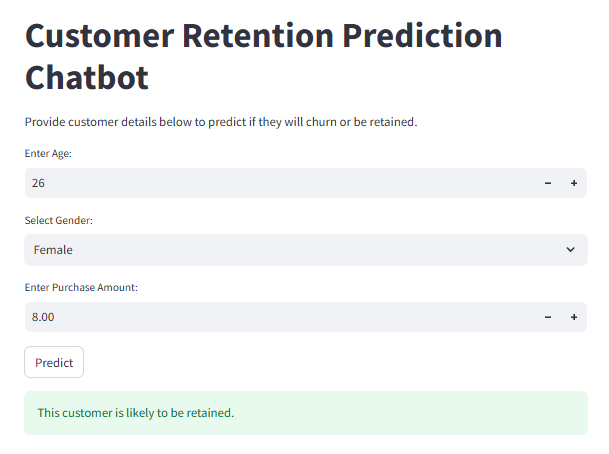 Customer Retention Prediction
Chatbot
Provide customer details below to predict if they will churn or be retained.
Enter Age:
26
Select Gender:
Female
Enter Purchase Amount:
8.00
Predict
This customer is likely to be retained.